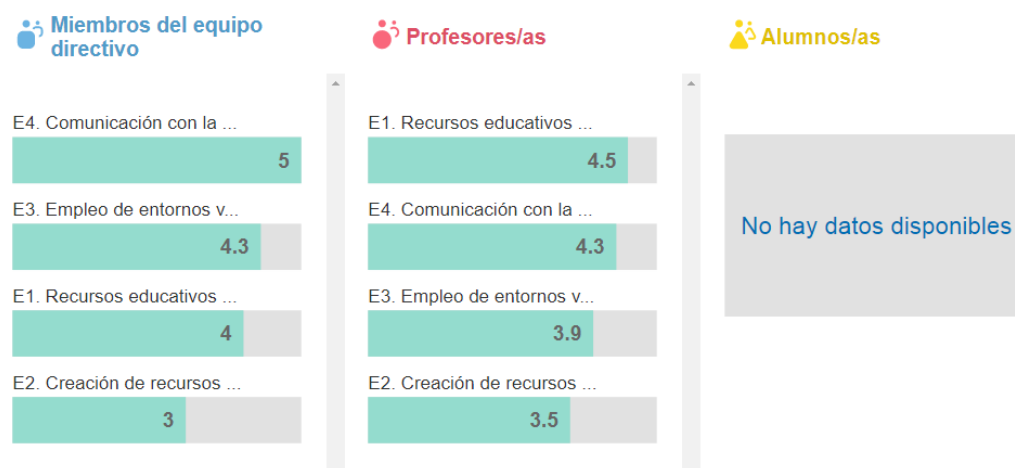 Miembros del equipo
directivo
E4. Comunicación con la ...
5
E3. Empleo de entornos v...
4.3
E1. Recursos educativos ...
4
E2. Creación de recursos ...
3
Profesores/as
E1. Recursos educativos ...
4.5
E4. Comunicación con la ...
4.3
E3. Empleo de entornos v...
3.9
E2. Creación de recursos ...
3.5
Alumnos/as
No hay datos disponibles